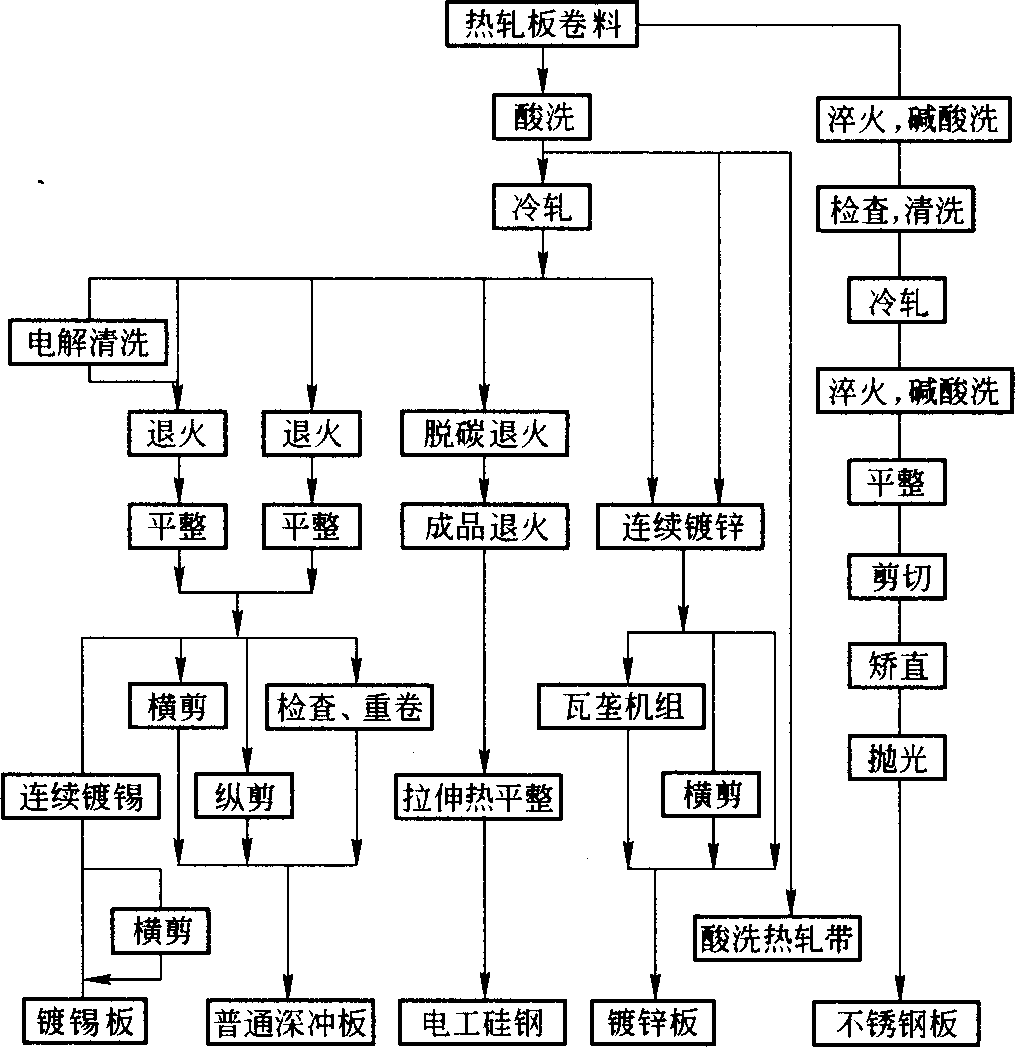 热轧板卷料
酸洗
淬火,碱酸洗
冷轧
检查,清洗
冷轧
电解清洗
淬火,碱酸洗
退火
退火
脱碳退火
平整
平整
平整
成品退火
连续镀锌
剪切
矫直
横剪
检查、重卷
瓦垄机组
抛光
连续镀锡
纵剪
拉伸热平整
横剪
横剪
酸洗热轧带
镀锡板
普通深冲板
电工硅钢
镀锌板
不锈钢板